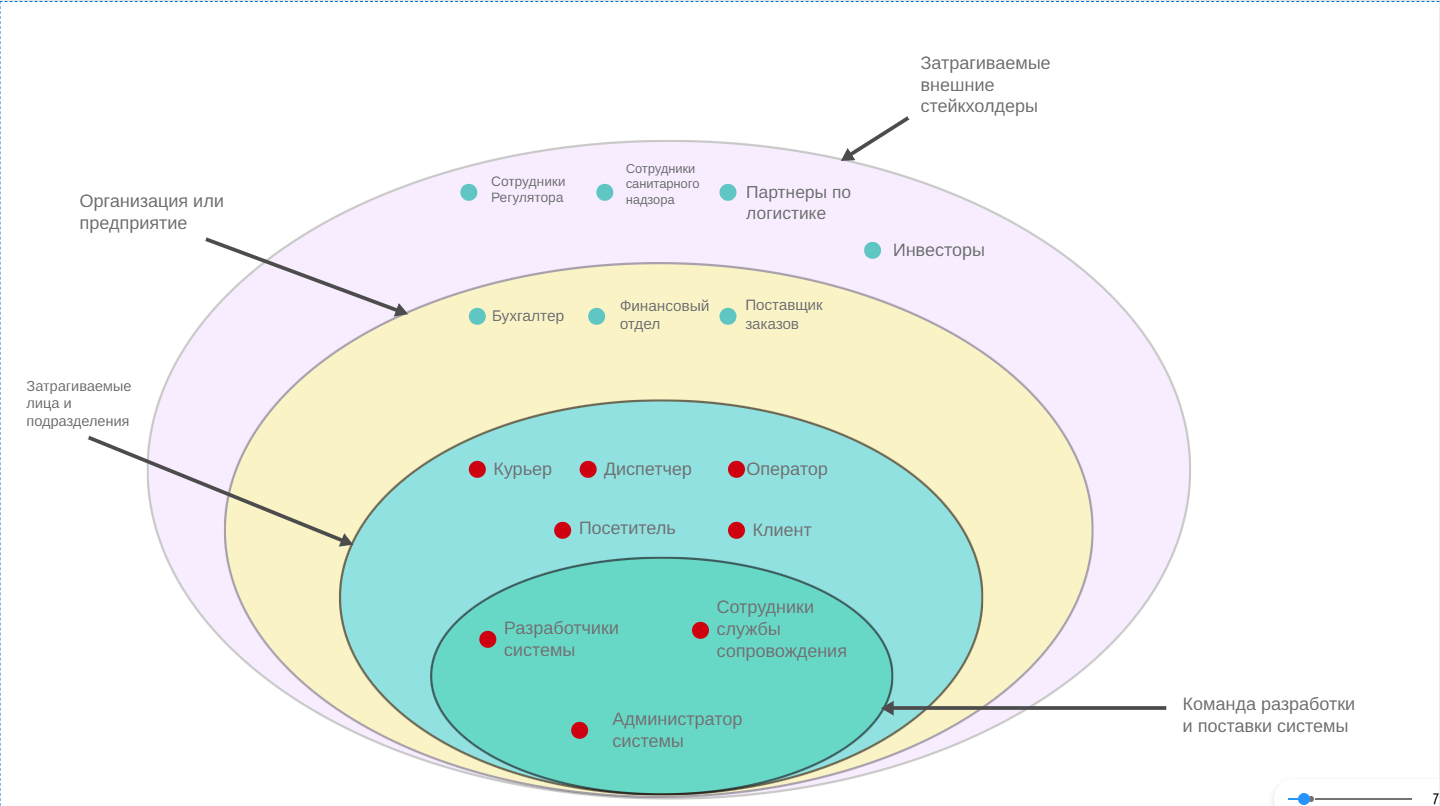 Затрагиваемые
внешние
стейкхолдеры
Сотрудники
Регулятора
Сотрудники
санитарного
надзора
Партнеры по
логистике
Организация или
предприятие
Инвесторы
Бухгалтер
Финансовый
отдел
Поставщик
заказов
Затрагиваемые
лица и
подразделения
Курьер
Диспетчер
Оператор
Посетитель
Клиент
Разработчики
системы
Сотрудники
службы
сопровождения
Администратор
системы
Команда разработки
и поставки системы
7